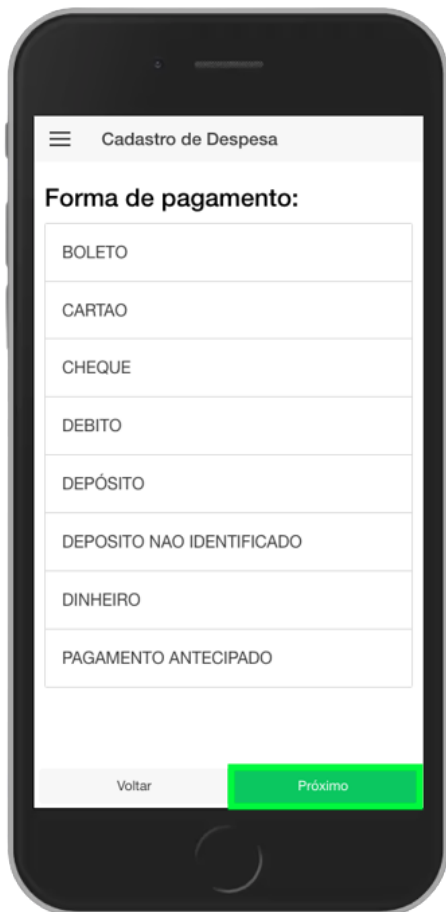 Cadastro de Despesa
Forma de pagamento:
BOLETO
CARTAO
CHEQUE
DEBITO
DEPÓSITO
DEPOSITO NAO IDENTIFICADO
DINHEIRO
PAGAMENTO ANTECIPADO
Voltar
Próximo